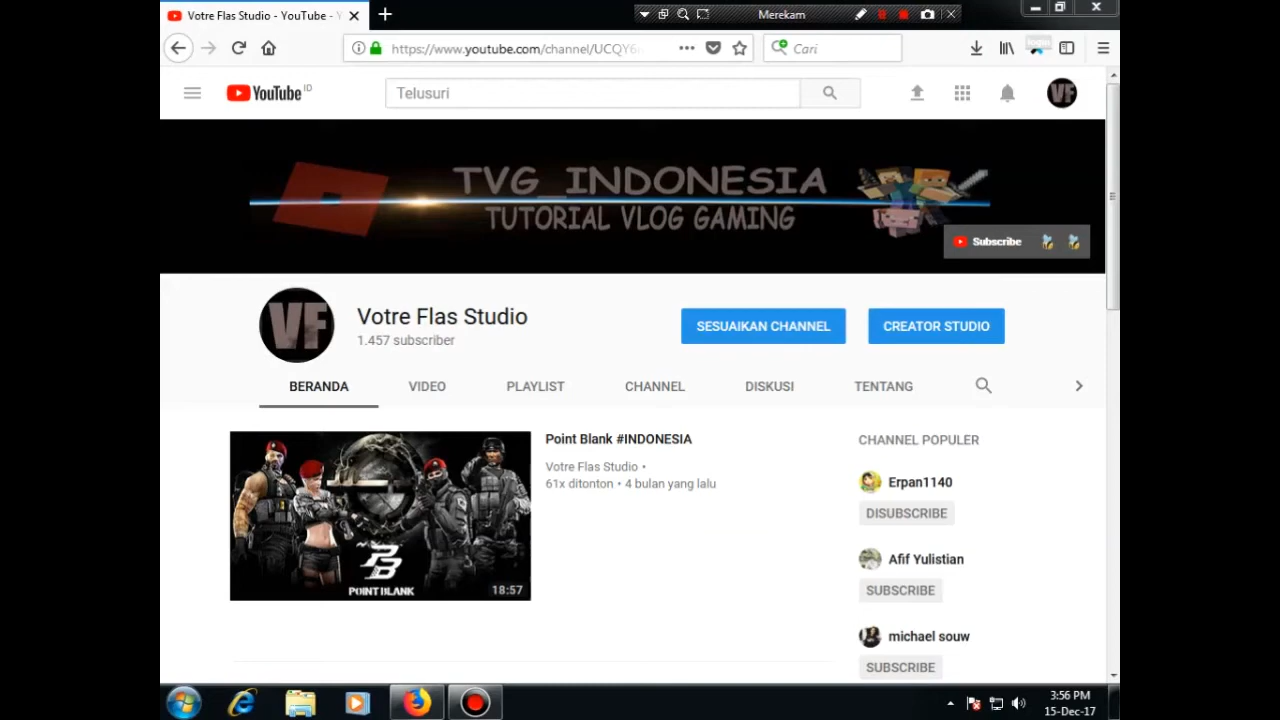 Votre Flas Studio - YouTube - Y
Merekam
https://www.youtube.com/channel/UCQY6
Cari
YouTube ID
Telusuri
VF
TVG_INDONESIA
TUTORIAL VLOG GAMING
Subscribe
VF
Votre Flas Studio
1.457 subscriber
SESUAIKAN CHANNEL
CREATOR STUDIO
BERANDA
VIDEO
PLAYLIST
CHANNEL
DISKUSI
TENTANG
Point Blank #INDONESIA
Votre Flas Studio •
61x ditonton • 4 bulan yang lalu
PB
POINT BLANK
18:57
CHANNEL POPULER
Erpan1140
DISUBSCRIBE
Afif Yulistian
SUBSCRIBE
michael souw
SUBSCRIBE
3:56 PM
15-Dec-17